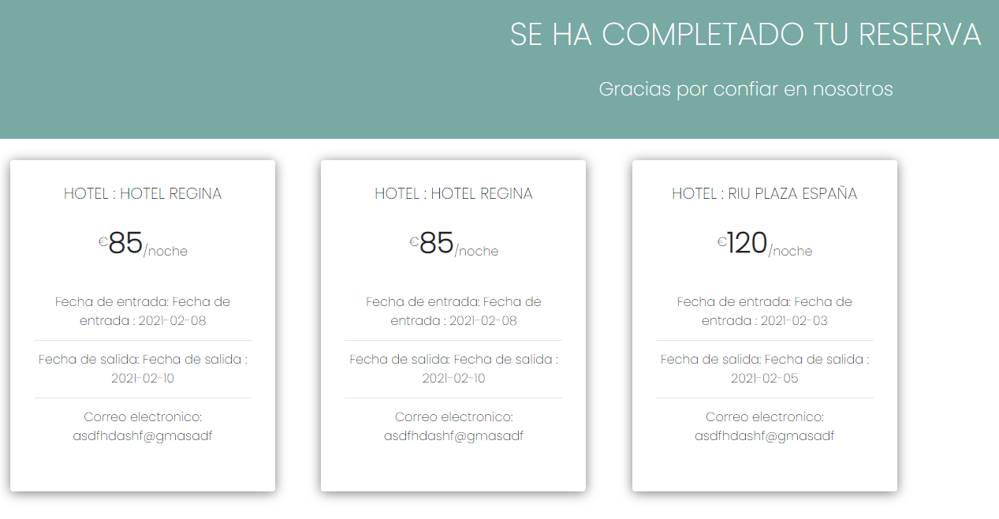 SE HA COMPLETADO TU RESERVA
Gracias por confiar en nosotros
HOTEL : HOTEL REGINA
€85/noche
Fecha de entrada: Fecha de
entrada : 2021-02-08
Fecha de salida: Fecha de salida :
2021-02-10
Correo electronico:
asdfhdashf@gmasadf
HOTEL : HOTEL REGINA
€85/noche
Fecha de entrada: Fecha de
entrada : 2021-02-08
Fecha de salida: Fecha de salida :
2021-02-10
Correo electronico:
asdfhdashf@gmasadf
HOTEL : RIU PLAZA ESPAÑA
€120/noche
Fecha de entrada: Fecha de
entrada : 2021-02-03
Fecha de salida: Fecha de salida :
2021-02-05
Correo electronico:
asdfhdashf@gmasadf